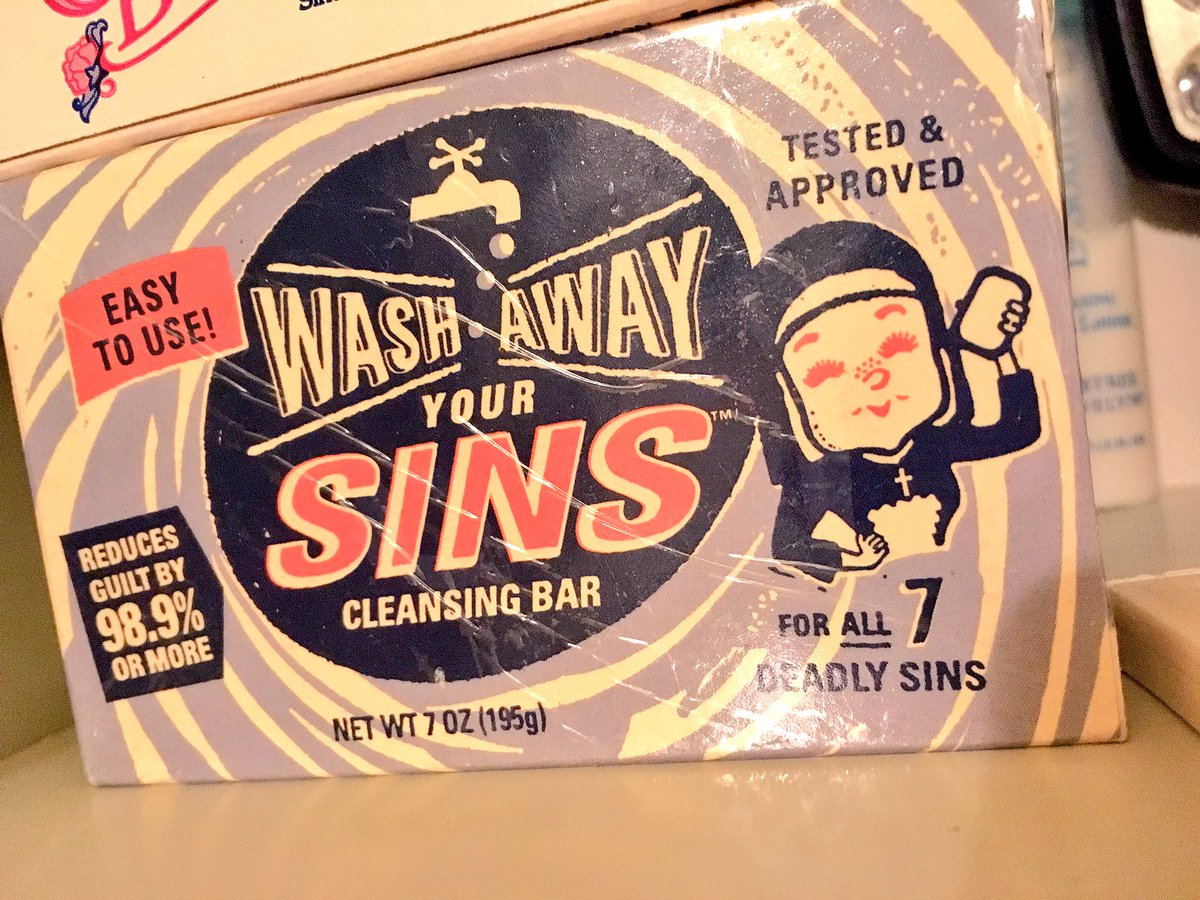 EASY
TO USE!
WASH AWAY
YOUR
SINS™
CLEANSING BAR
REDUCES
GUILT BY
98.9%
OR MORE
NET WT 7 OZ (195g)
TESTED &
APPROVED
FOR ALL 7
DEADLY SINS